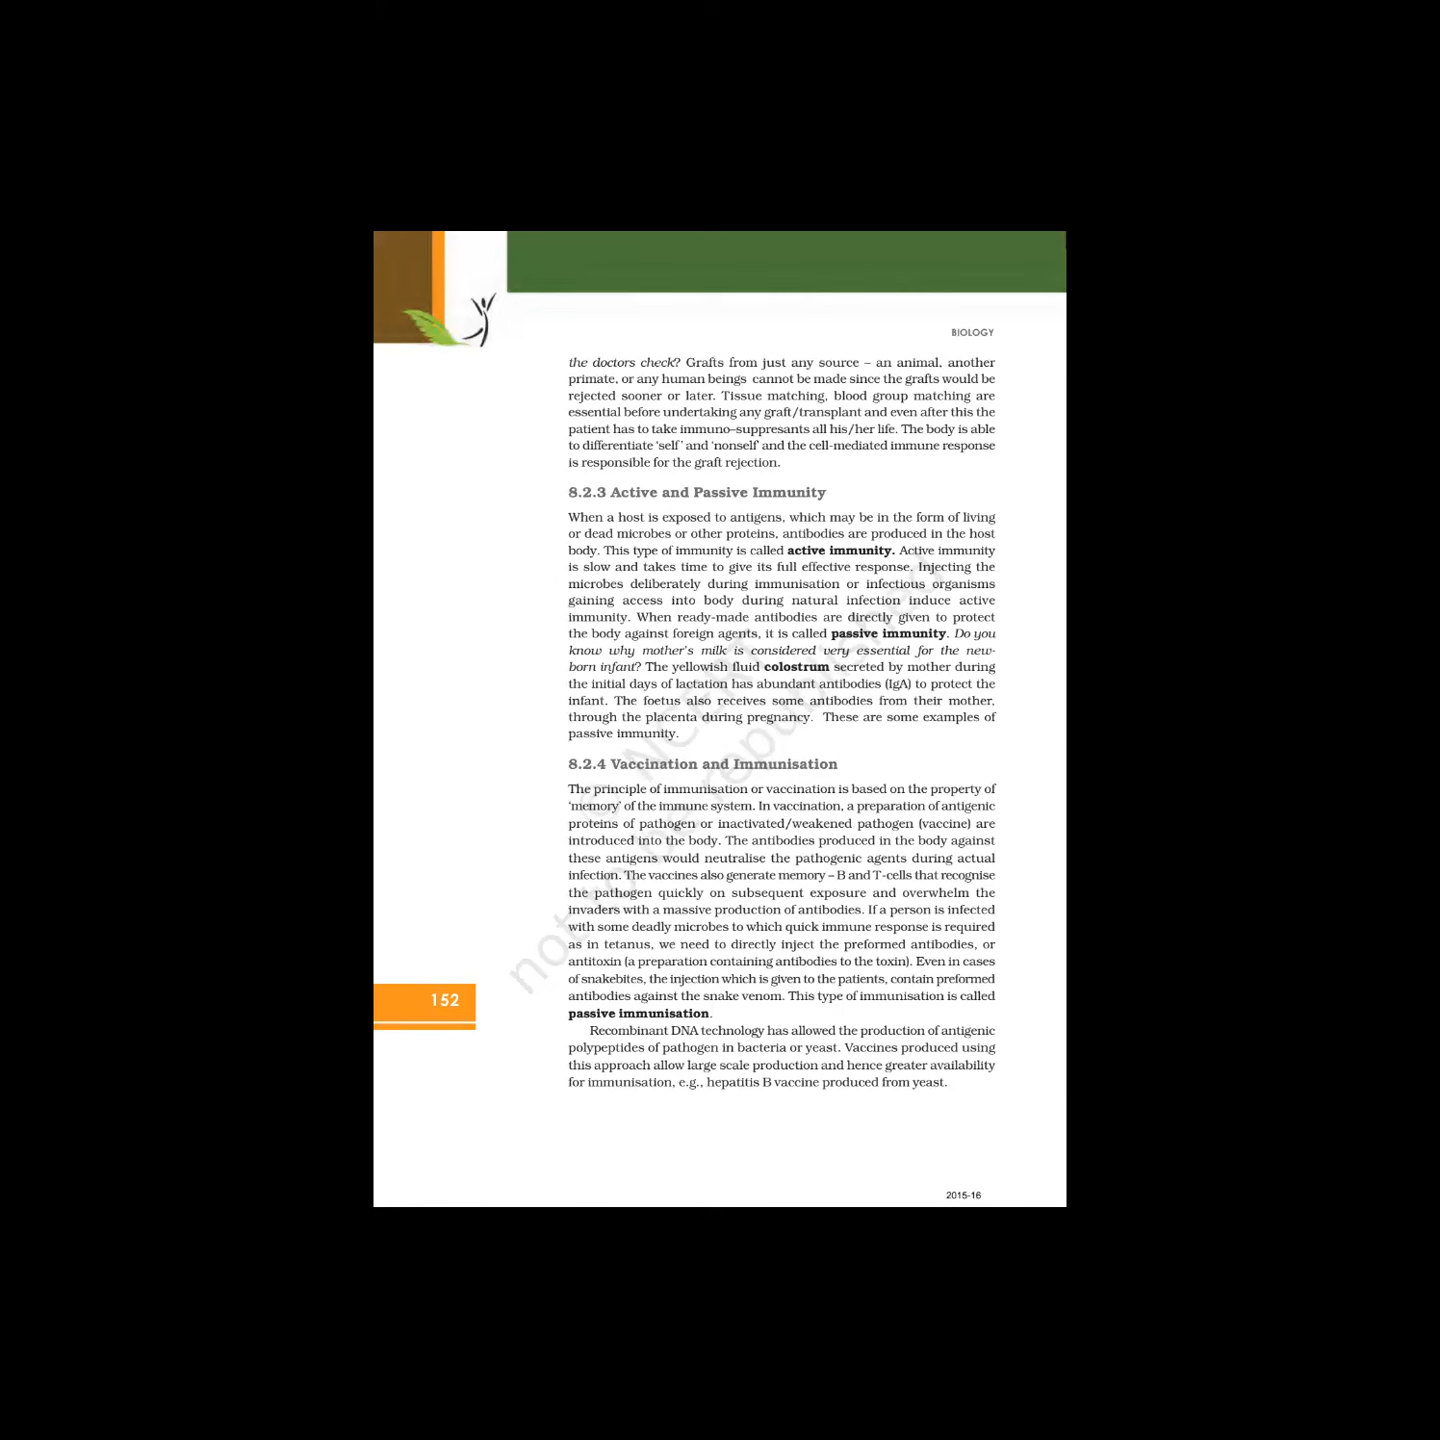 BIOLOGY
the doctors check? Grafts from just any source – an animal, another
primate, or any human beings cannot be made since the grafts would be
rejected sooner or later. Tissue matching, blood group matching are
essential before undertaking any graft/transplant and even after this the
patient has to take immuno–suppresants all his/her life. The body is able
to differentiate 'self' and 'nonself' and the cell-mediated immune response
is responsible for the graft rejection.
8.2.3 Active and Passive Immunity
When a host is exposed to antigens, which may be in the form of living
or dead microbes or other proteins, antibodies are produced in the host
body. This type of immunity is called active immunity. Active immunity
is slow and takes time to give its full effective response. Injecting the
microbes deliberately during immunisation or infectious organisms
gaining access into body during natural infection induce active
immunity. When ready-made antibodies are directly given to protect
the body against foreign agents, it is called passive immunity. Do you
know why mother's milk is considered very essential for the new-
born infant? The yellowish fluid colostrum secreted by mother during
the initial days of lactation has abundant antibodies (IgA) to protect the
infant. The foetus also receives some antibodies from their mother,
through the placenta during pregnancy. These are some examples of
passive immunity.
8.2.4 Vaccination and Immunisation
The principle of immunisation or vaccination is based on the property of
'memory' of the immune system. In vaccination, a preparation of antigenic
proteins of pathogen or inactivated/weakened pathogen (vaccine) are
introduced into the body. The antibodies produced in the body against
these antigens would neutralise the pathogenic agents during actual
infection. The vaccines also generate memory – B and T-cells that recognise
the pathogen quickly on subsequent exposure and overwhelm the
invaders with a massive production of antibodies. If a person is infected
with some deadly microbes to which quick immune response is required
as in tetanus, we need to directly inject the preformed antibodies, or
antitoxin (a preparation containing antibodies to the toxin). Even in cases
of snakebites, the injection which is given to the patients, contain preformed
antibodies against the snake venom. This type of immunisation is called
passive immunisation.
Recombinant DNA technology has allowed the production of antigenic
polypeptides of pathogen in bacteria or yeast. Vaccines produced using
this approach allow large scale production and hence greater availability
for immunisation, e.g., hepatitis B vaccine produced from yeast.
152
© NCERT
not to be republished
2015-16